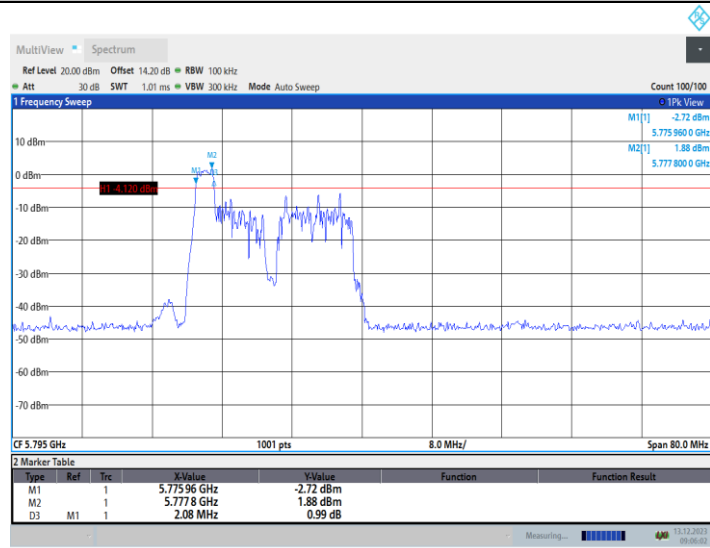 MultiView Spectrum
Ref Level 20.00 dBm Offset 14.20 dB RBW 100 kHz
Att 30 dB SWT 1.01 ms VBW 300 kHz Mode Auto Sweep Count 100/100
1 Frequency Sweep 1Pk View
M1[1] -2.72 dBm
5.775 960 0 GHz
M2[1] 1.88 dBm
5.777 800 0 GHz
10 dBm
M2
M1
0 dBm
H1 -4.120 dBm
-10 dBm
-20 dBm
-30 dBm
-40 dBm
-50 dBm
-60 dBm
-70 dBm
CF 5.795 GHz 1001 pts 8.0 MHz/ Span 80.0 MHz
2 Marker Table
Type Ref Trc X-Value Y-Value Function Function Result
M1 1 5.77596 GHz -2.72 dBm
M2 1 5.7778 GHz 1.88 dBm
D3 M1 1 2.08 MHz 0.99 dB
Measuring... 13.12.2023
09:06:02